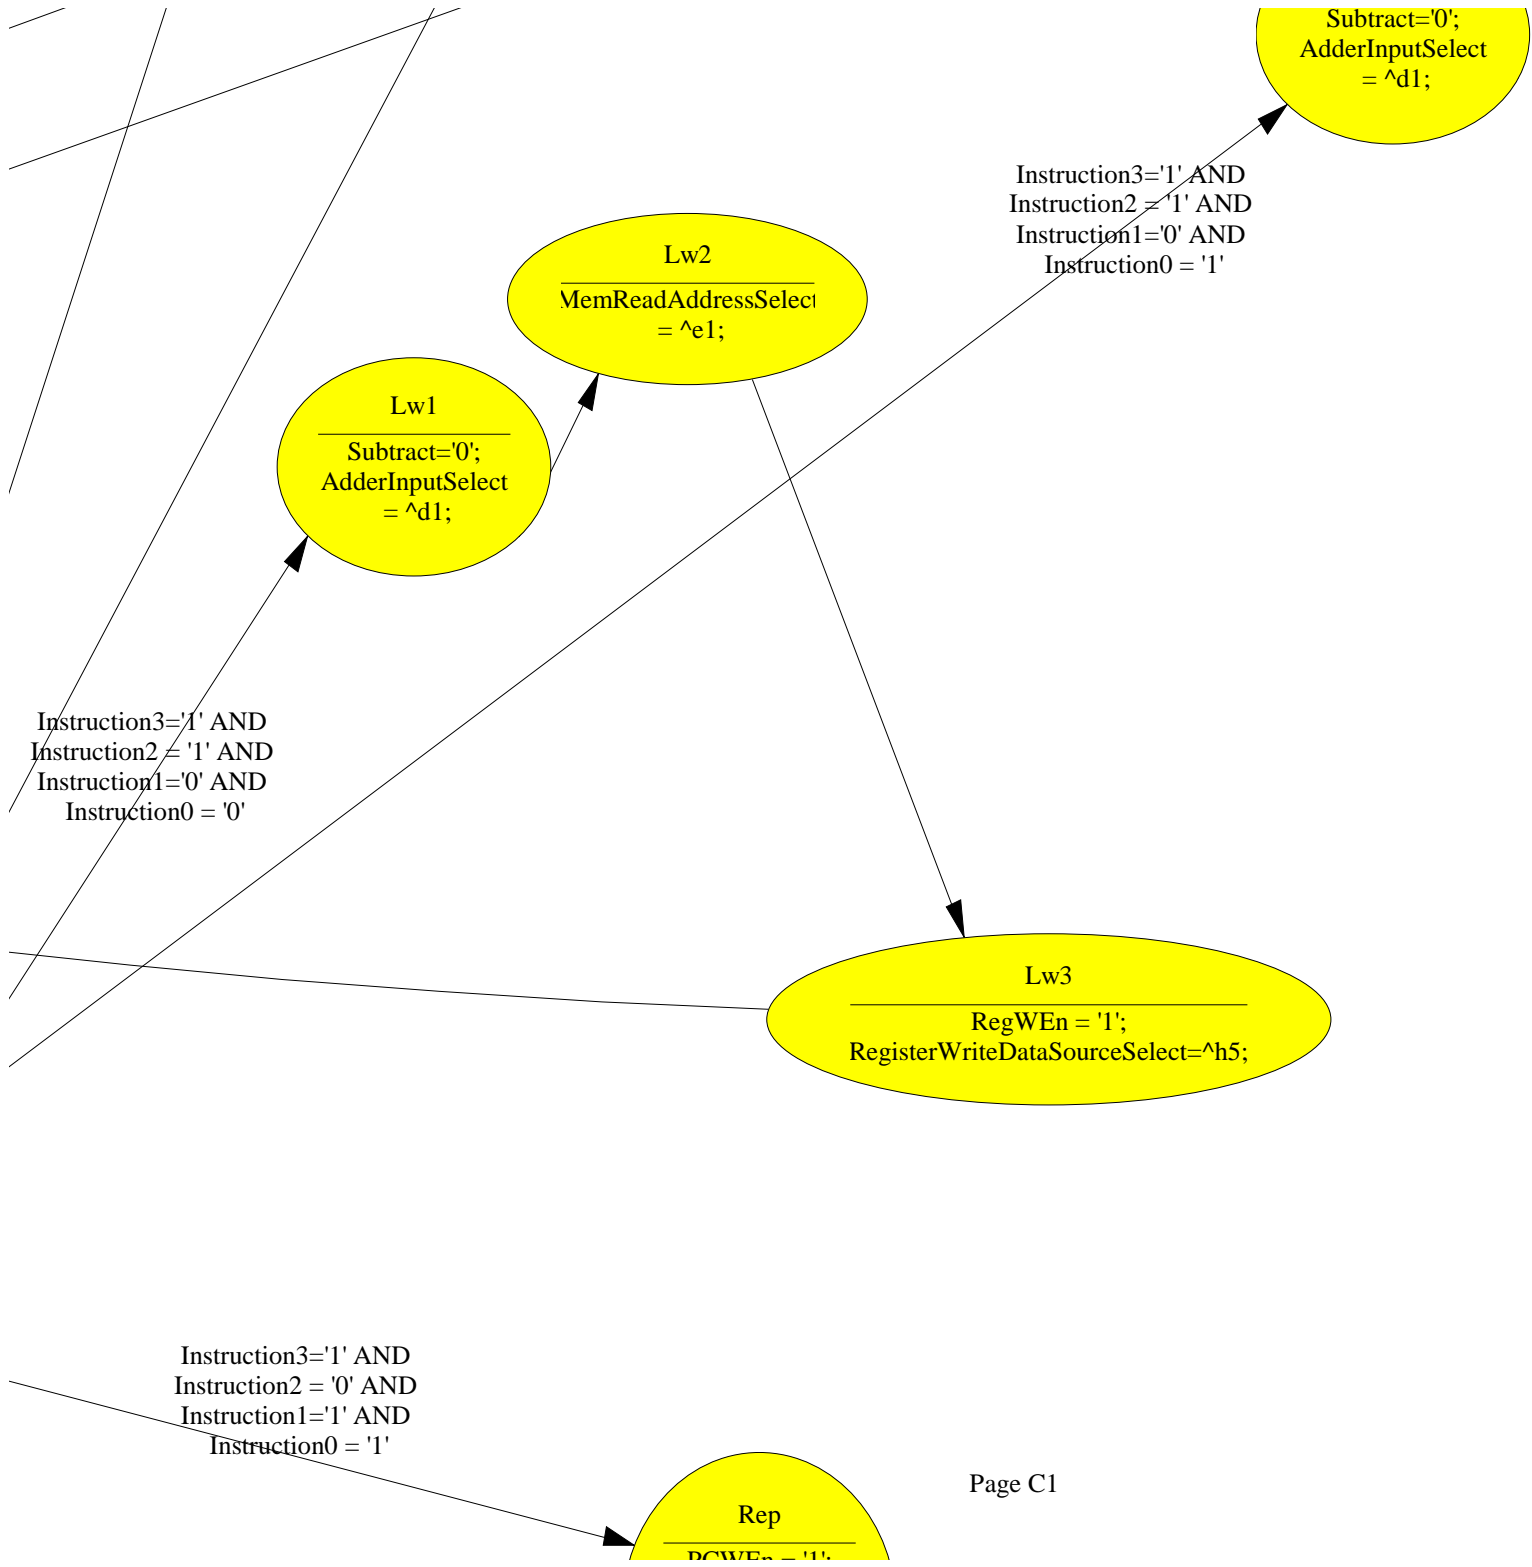 Subtract='0';
AdderInputSelect
= ^d1;
Instruction3='1' AND
Instruction2 = '1' AND
Instruction1='0' AND
Instruction0 = '1'
Lw2
MemReadAddressSelect
= ^e1;
Lw1
Subtract='0';
AdderInputSelect
= ^d1;
Instruction3='1' AND
Instruction2 = '1' AND
Instruction1='0' AND
Instruction0 = '0'
Lw3
RegWEn = '1';
RegisterWriteDataSourceSelect=^h5;
Instruction3='1' AND
Instruction2 = '0' AND
Instruction1='1' AND
Instruction0 = '1'
Page C1
Rep
PCWEn = '1';